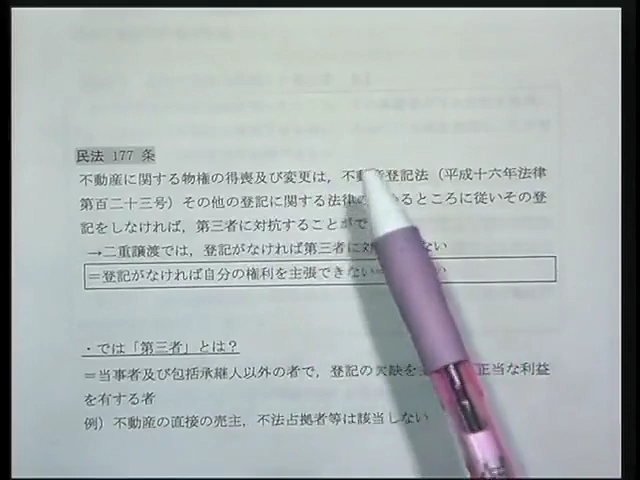 民法 177 条
不動産に関する物権の得喪及び変更は，不動産登記法（平成十六年法律
第百二十三号）その他の登記に関する法律の　　るところに従いその登
記をしなければ，第三者に対抗することがで
→二重譲渡では，登記がなければ第三者に対　　ない
＝登記がなければ自分の権利を主張できない　　い
・では「第三者」とは？
＝当事者及び包括承継人以外の者で，登記の欠缺を　　正当な利益
を有する者
例）不動産の直接の売主，不法占拠者等は該当しない